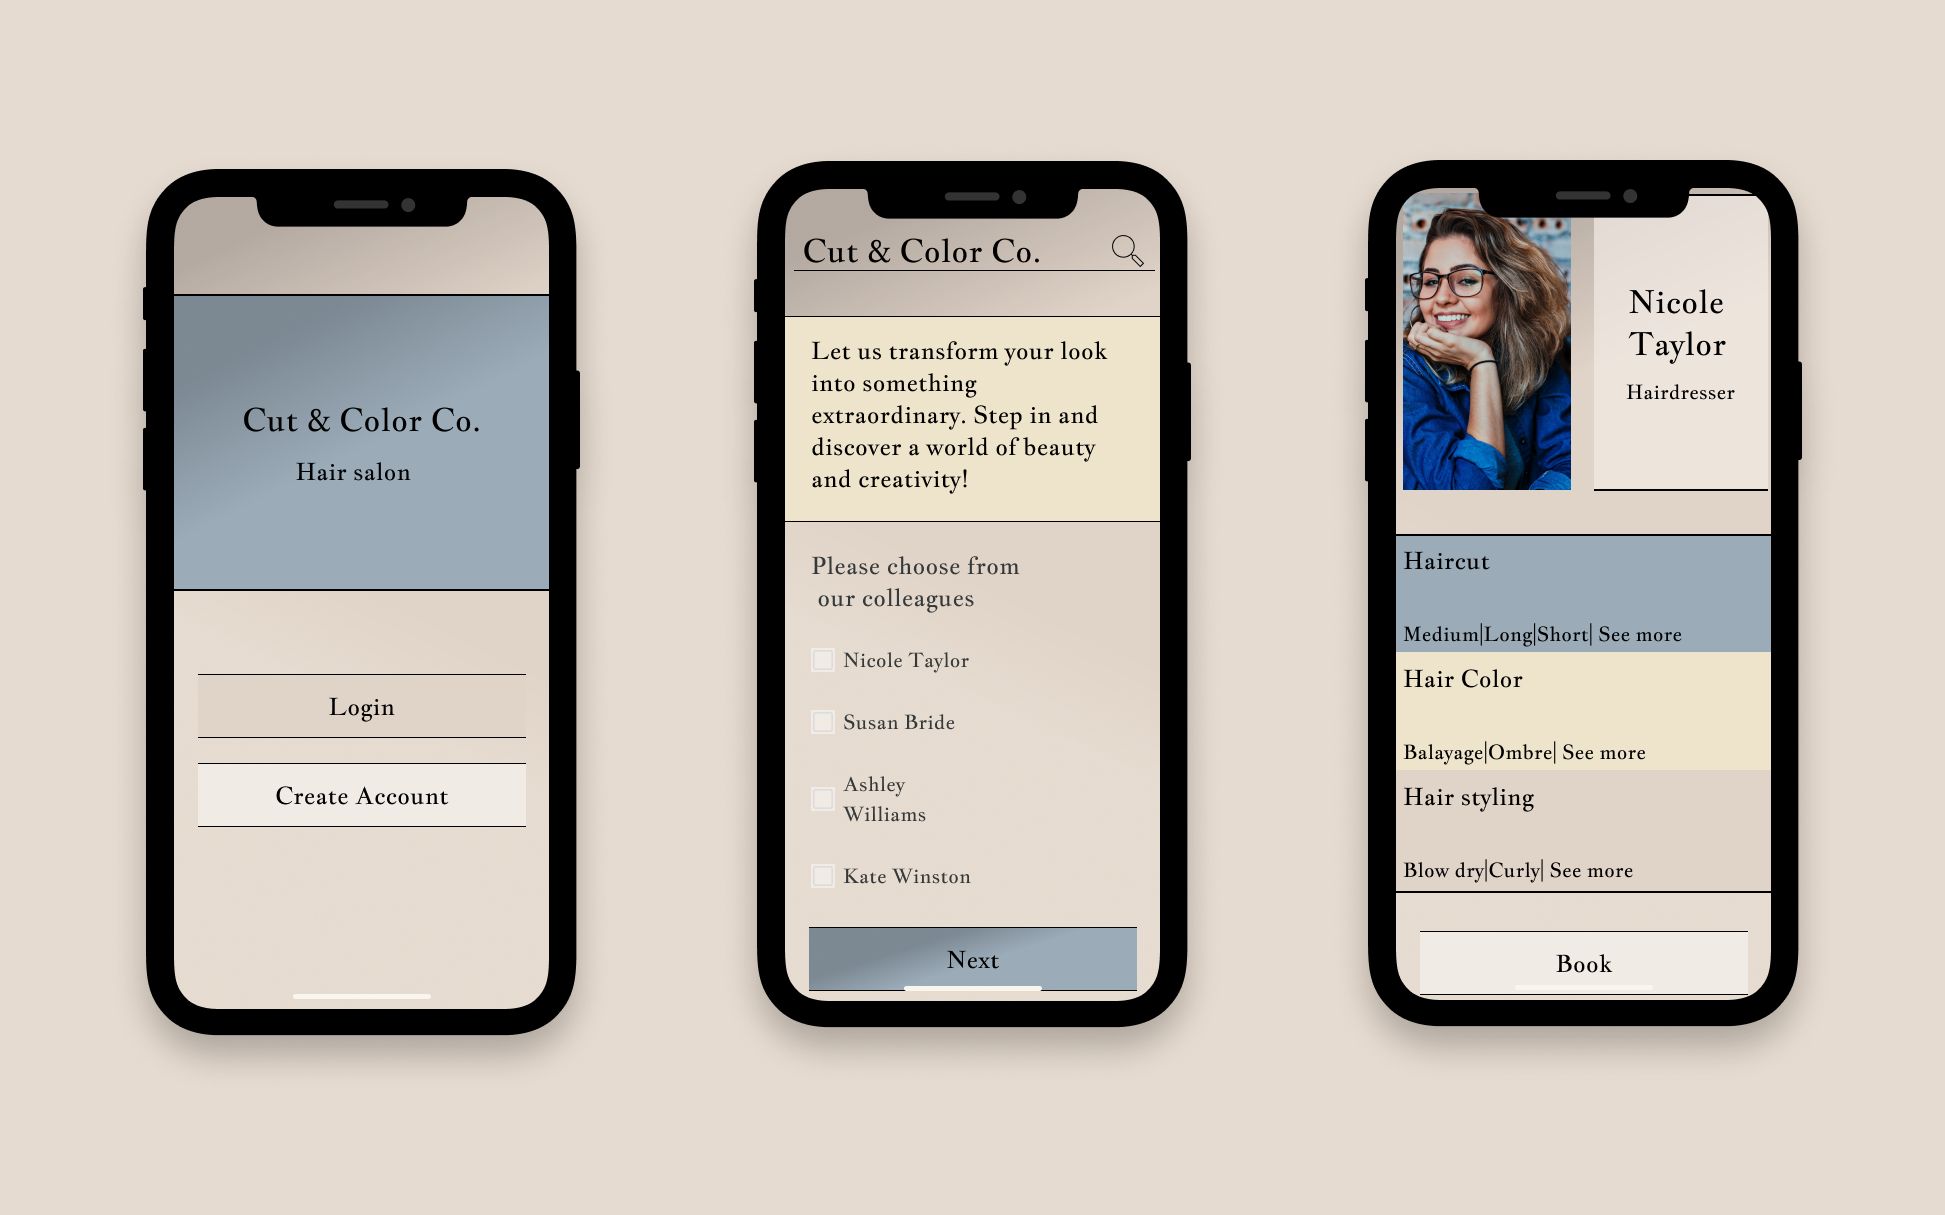 Cut & Color Co.
Hair salon
Login
Create Account
Cut & Color Co.
Let us transform your look
into something
extraordinary. Step in and
discover a world of beauty
and creativity!
Please choose from
our colleagues
Nicole Taylor
Susan Bride
Ashley
Williams
Kate Winston
Next
Nicole
Taylor
Hairdresser
Haircut
Medium|Long|Short| See more
Hair Color
Balayage|Ombre| See more
Hair styling
Blow dry|Curly| See more
Book